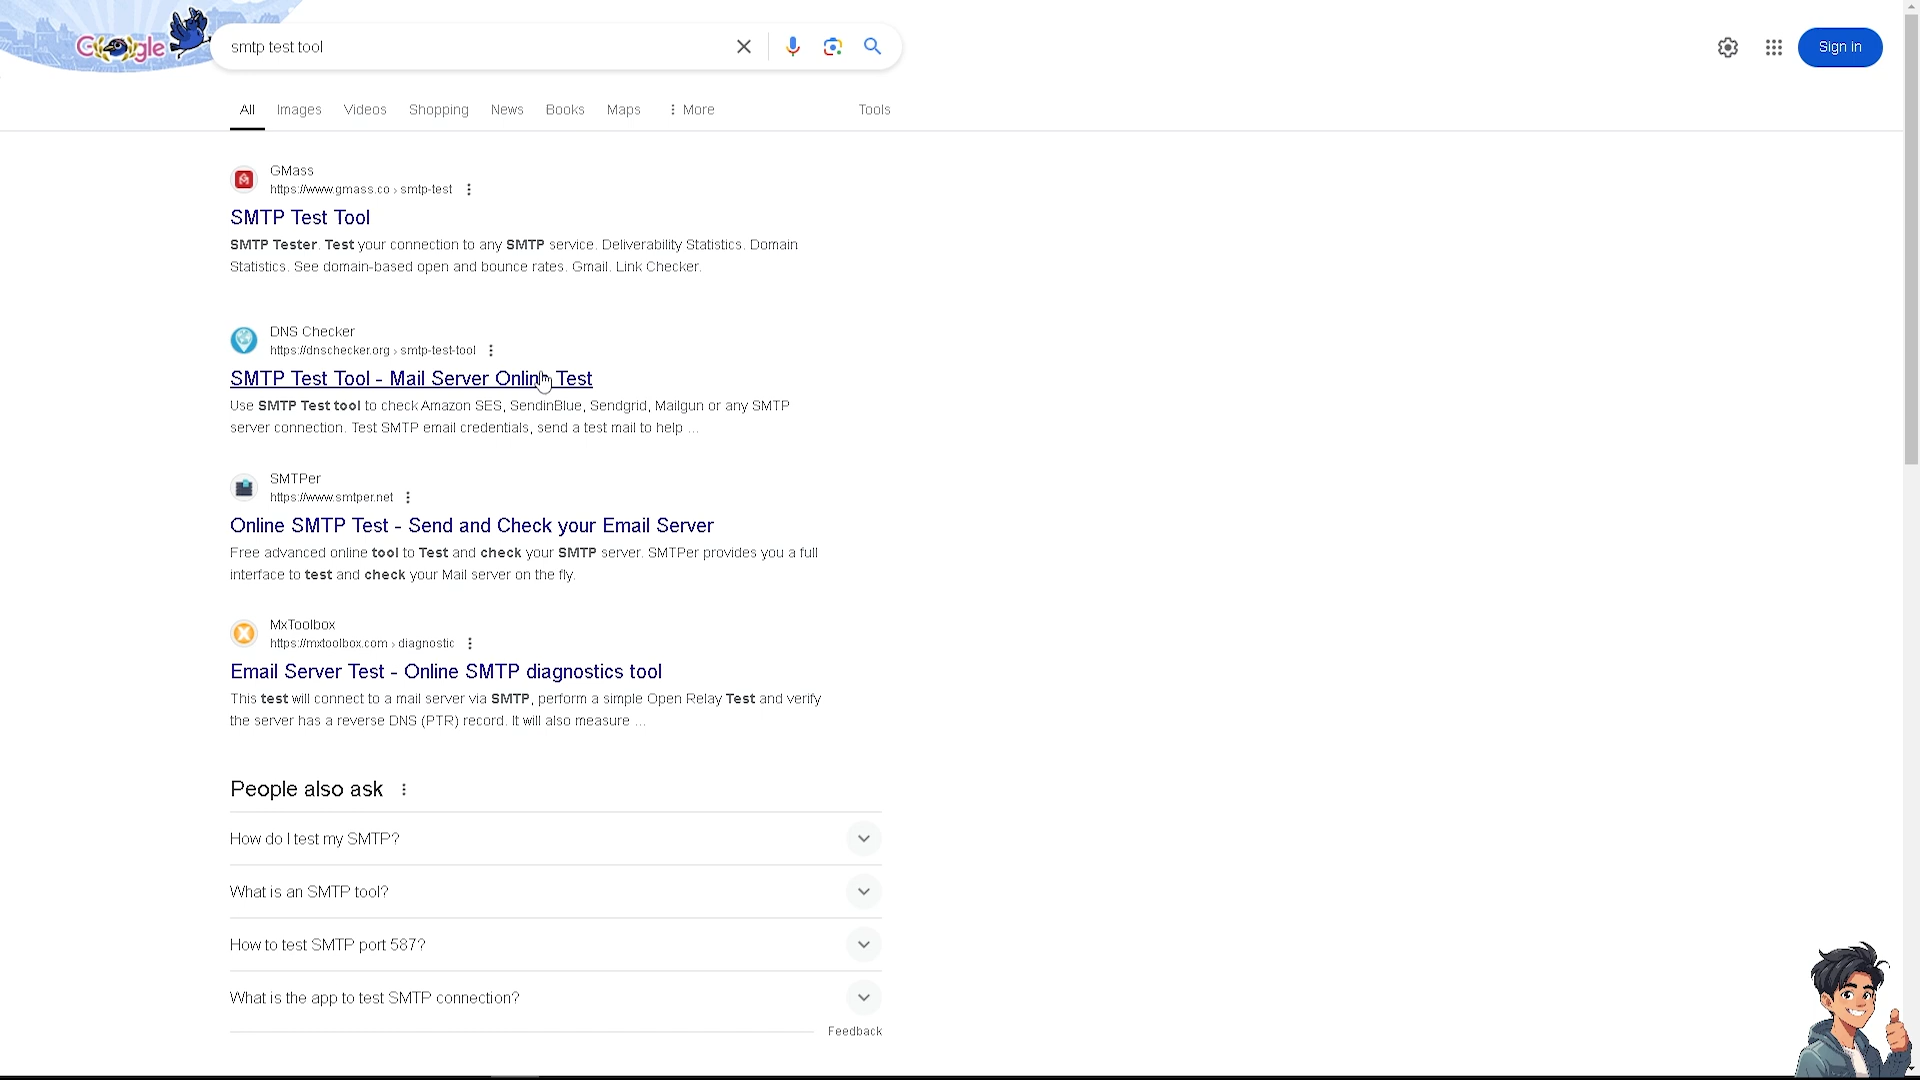 Google
smtp test tool
Sign in
All Images Videos Shopping News Books Maps More Tools
GMass
https://www.gmass.co › smtp-test
SMTP Test Tool
SMTP Tester. Test your connection to any SMTP service. Deliverability Statistics. Domain
Statistics. See domain-based open and bounce rates. Gmail. Link Checker.
DNS Checker
https://dnschecker.org › smtp-test-tool
SMTP Test Tool - Mail Server Online Test
Use SMTP Test tool to check Amazon SES, SendinBlue, Sendgrid, Mailgun or any SMTP
server connection. Test SMTP email credentials, send a test mail to help ...
SMTPer
https://www.smtper.net
Online SMTP Test - Send and Check your Email Server
Free advanced online tool to Test and check your SMTP server. SMTPer provides you a full
interface to test and check your Mail server on the fly.
MxToolbox
https://mxtoolbox.com › diagnostic
Email Server Test - Online SMTP diagnostics tool
This test will connect to a mail server via SMTP, perform a simple Open Relay Test and verify
the server has a reverse DNS (PTR) record. It will also measure ...
People also ask
How do I test my SMTP?
What is an SMTP tool?
How to test SMTP port 587?
What is the app to test SMTP connection?
Feedback